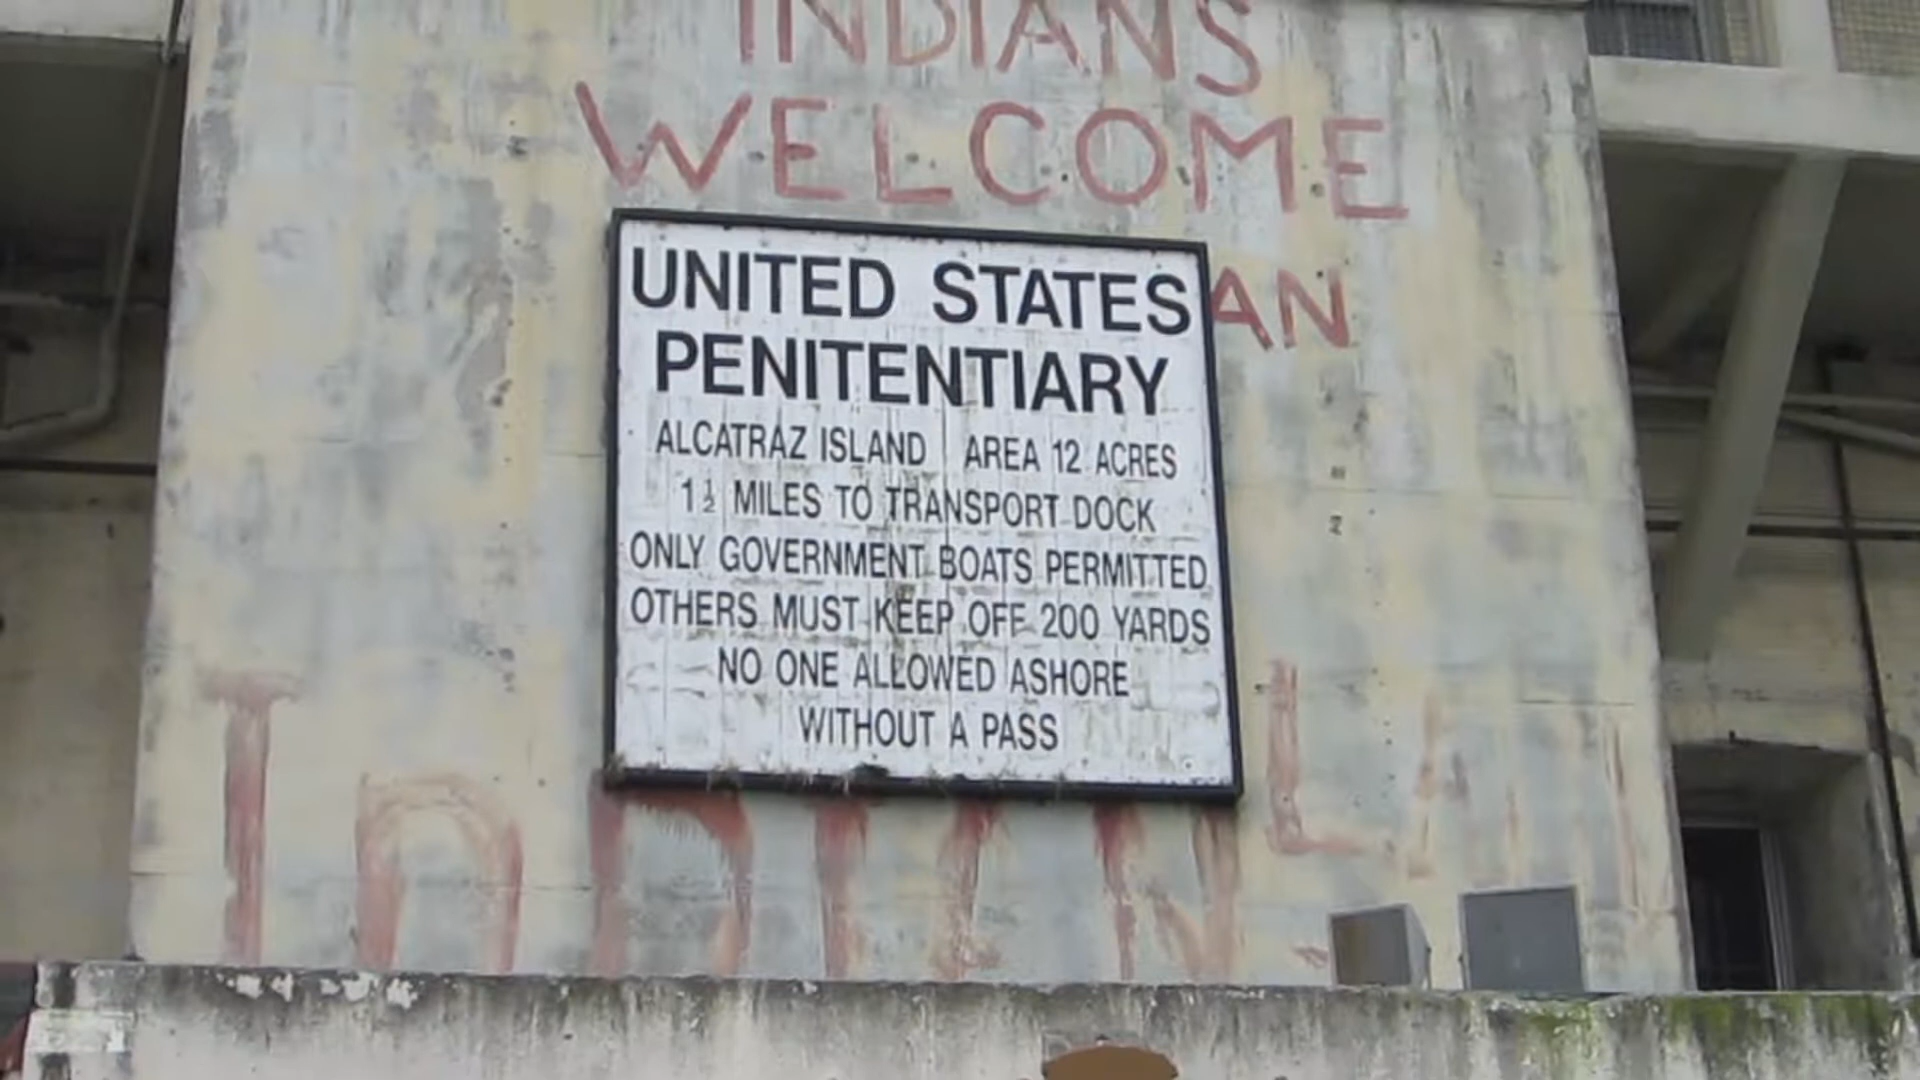 INDIANS
WELCOME
UNITED STATES
AN
PENITENTIARY
ALCATRAZ ISLAND AREA 12 ACRES
1½ MILES TO TRANSPORT DOCK
ONLY GOVERNMENT BOATS PERMITTED
OTHERS MUST KEEP OFF 200 YARDS
NO ONE ALLOWED ASHORE
WITHOUT A PASS